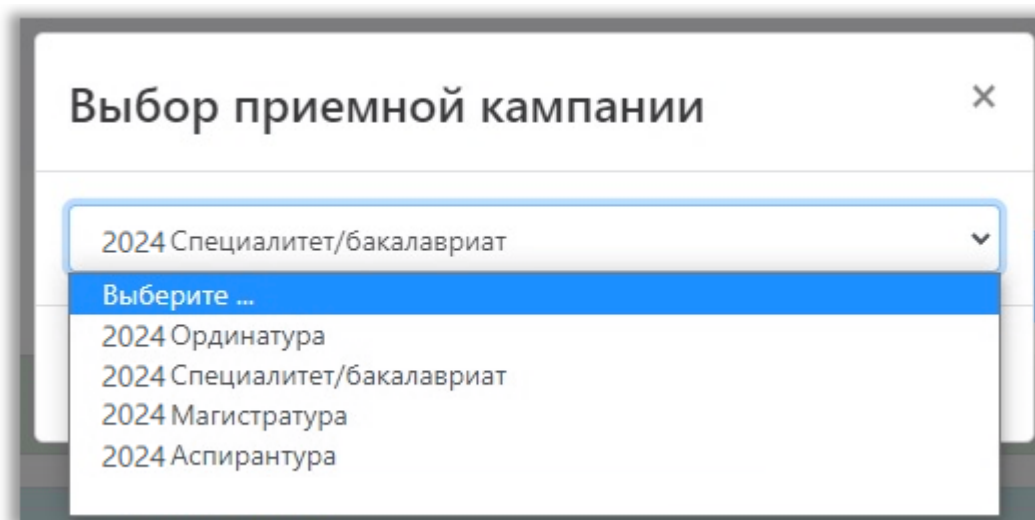 Выбор приемной кампании
×
2024 Специалитет/бакалавриат
Выберите ...
2024 Ординатура
2024 Специалитет/бакалавриат
2024 Магистратура
2024 Аспирантура